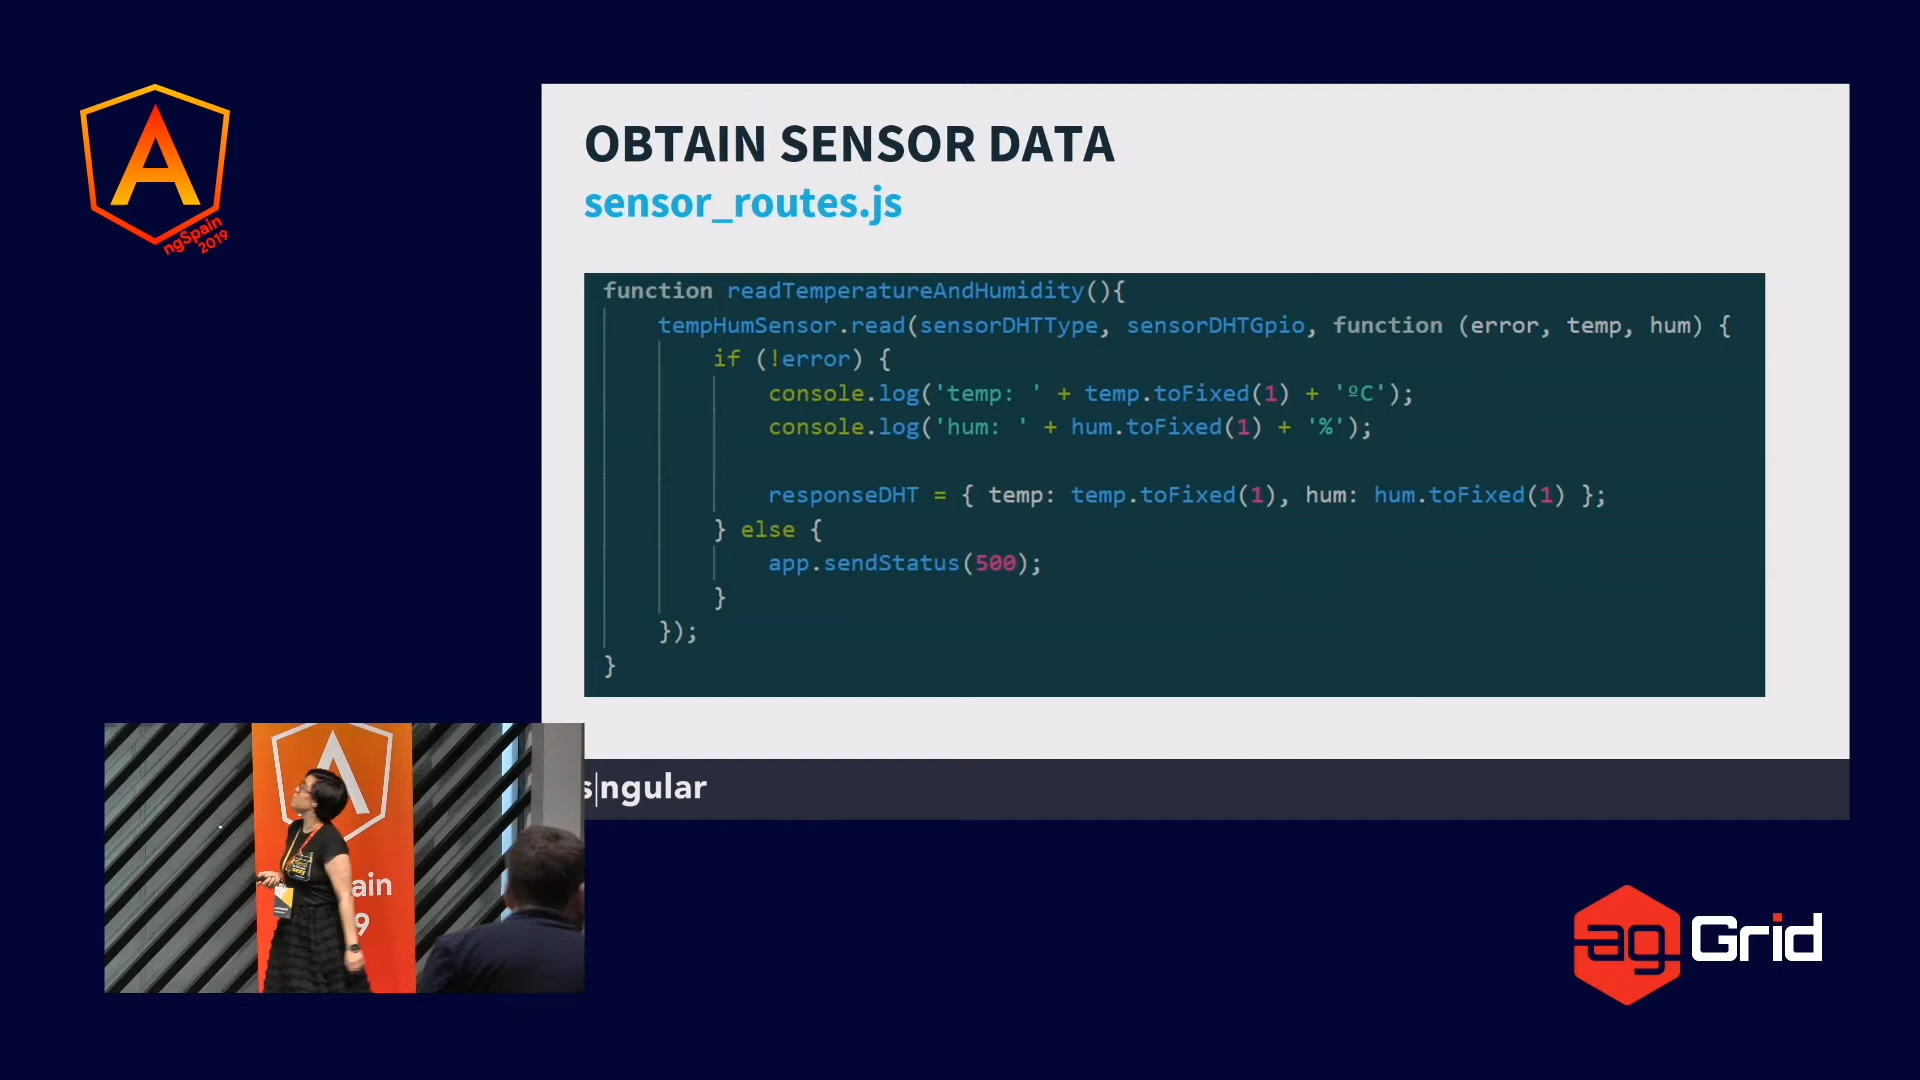 ngSpain
2019
OBTAIN SENSOR DATA
sensor_routes.js
function readTemperatureAndHumidity(){
    tempHumSensor.read(sensorDHTType, sensorDHTGpio, function (error, temp, hum) {
        if (!error) {
            console.log('temp: ' + temp.toFixed(1) + 'ºC');
            console.log('hum: ' + hum.toFixed(1) + '%');
            responseDHT = { temp: temp.toFixed(1), hum: hum.toFixed(1) };
        } else {
            app.sendStatus(500);
        }
    });
}
s|ngular
ain
9
ag Grid